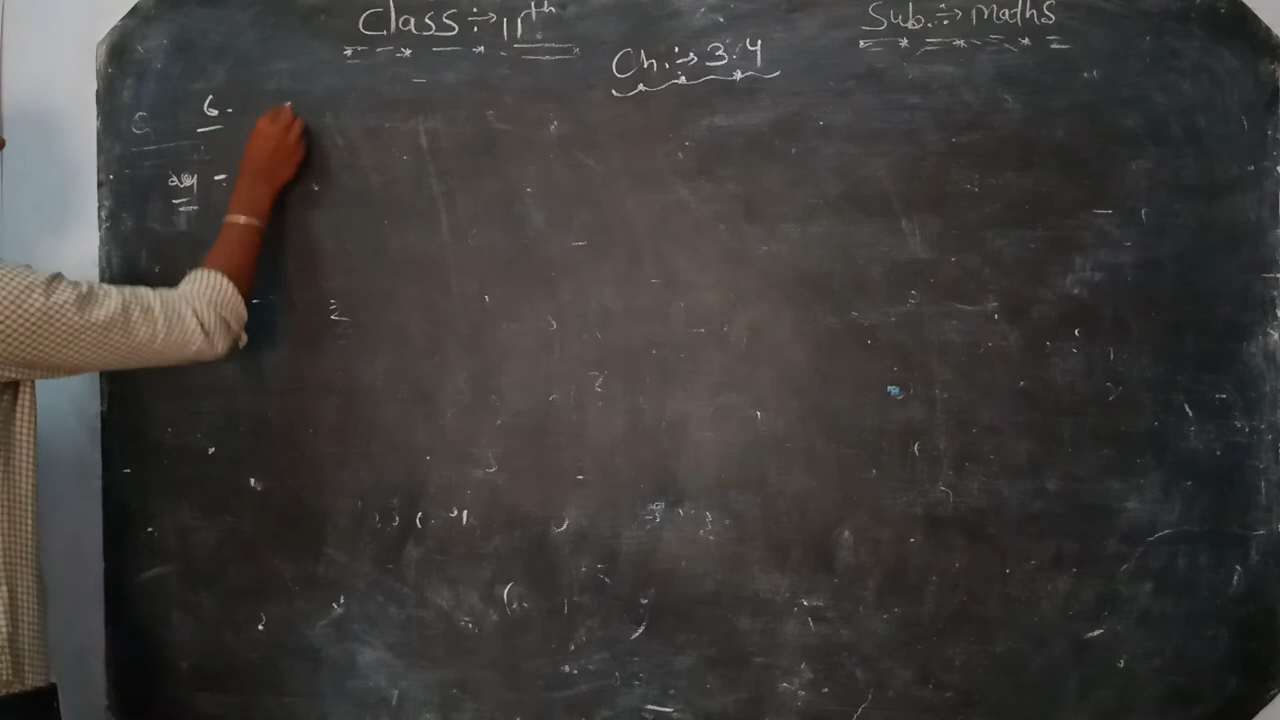 Class ÷> 11th
Sub. ÷> maths
Ch. ÷> 3.4
6.